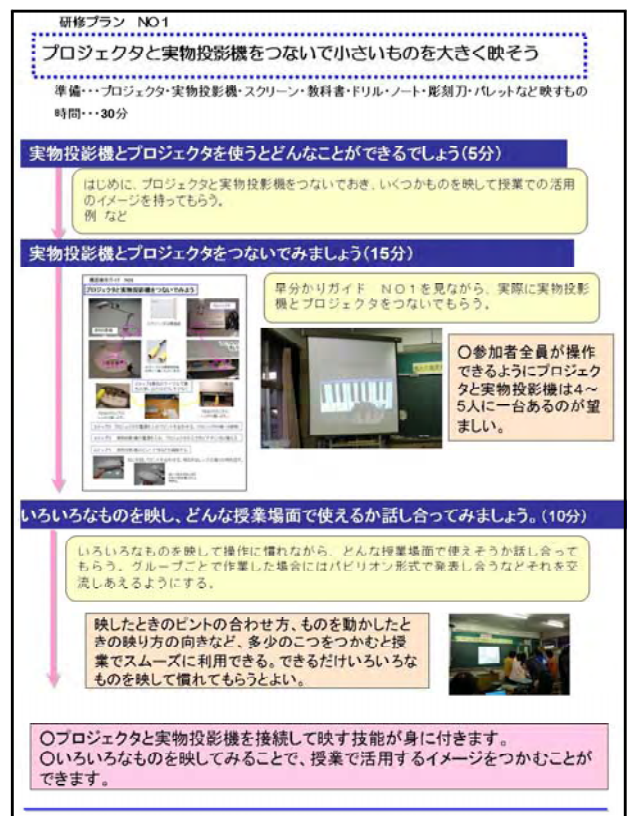 研修プラン NO1
プロジェクタと実物投影機をつないで小さいものを大きく映そう
準備・・・プロジェクタ・実物投影機・スクリーン・教科書・ドリル・ノート・彫刻刀・パレットなど映すもの
時間・・・30分
実物投影機とプロジェクタを使うとどんなことができるでしょう(5分)
はじめに、プロジェクタと実物投影機をつないでおき、いくつかものを映して授業での活用
のイメージを持ってもらう。
例 など
実物投影機とプロジェクタをつないでみましょう(15分)
プロジェクタと実物投影機をつないでみよう
早分かりガイド NO1を見ながら、実際に実物投影
機とプロジェクタをつないでもらう。
○参加者全員が操作
できるようにプロジェク
タと実物投影機は4～
5人に一台あるのが望
ましい。
いろいろなものを映し、どんな授業場面で使えるか話し合ってみましょう。(10分)
いろいろなものを映して操作に慣れながら、どんな授業場面で使えそうか話し合って
もらう。グループごとで作業した場合にはパビリオン形式で発表し合うなどそれを交
流しあえるようにする。
映したときのピントの合わせ方、ものを動かしたと
きの映り方の向きなど、多少のこつをつかむと授
業でスムーズに利用できる。できるだけいろいろな
ものを映して慣れてもらうとよい。
○プロジェクタと実物投影機を接続して映す技能が身に付きます。
○いろいろなものを映してみることで、授業で活用するイメージをつかむことが
できます。